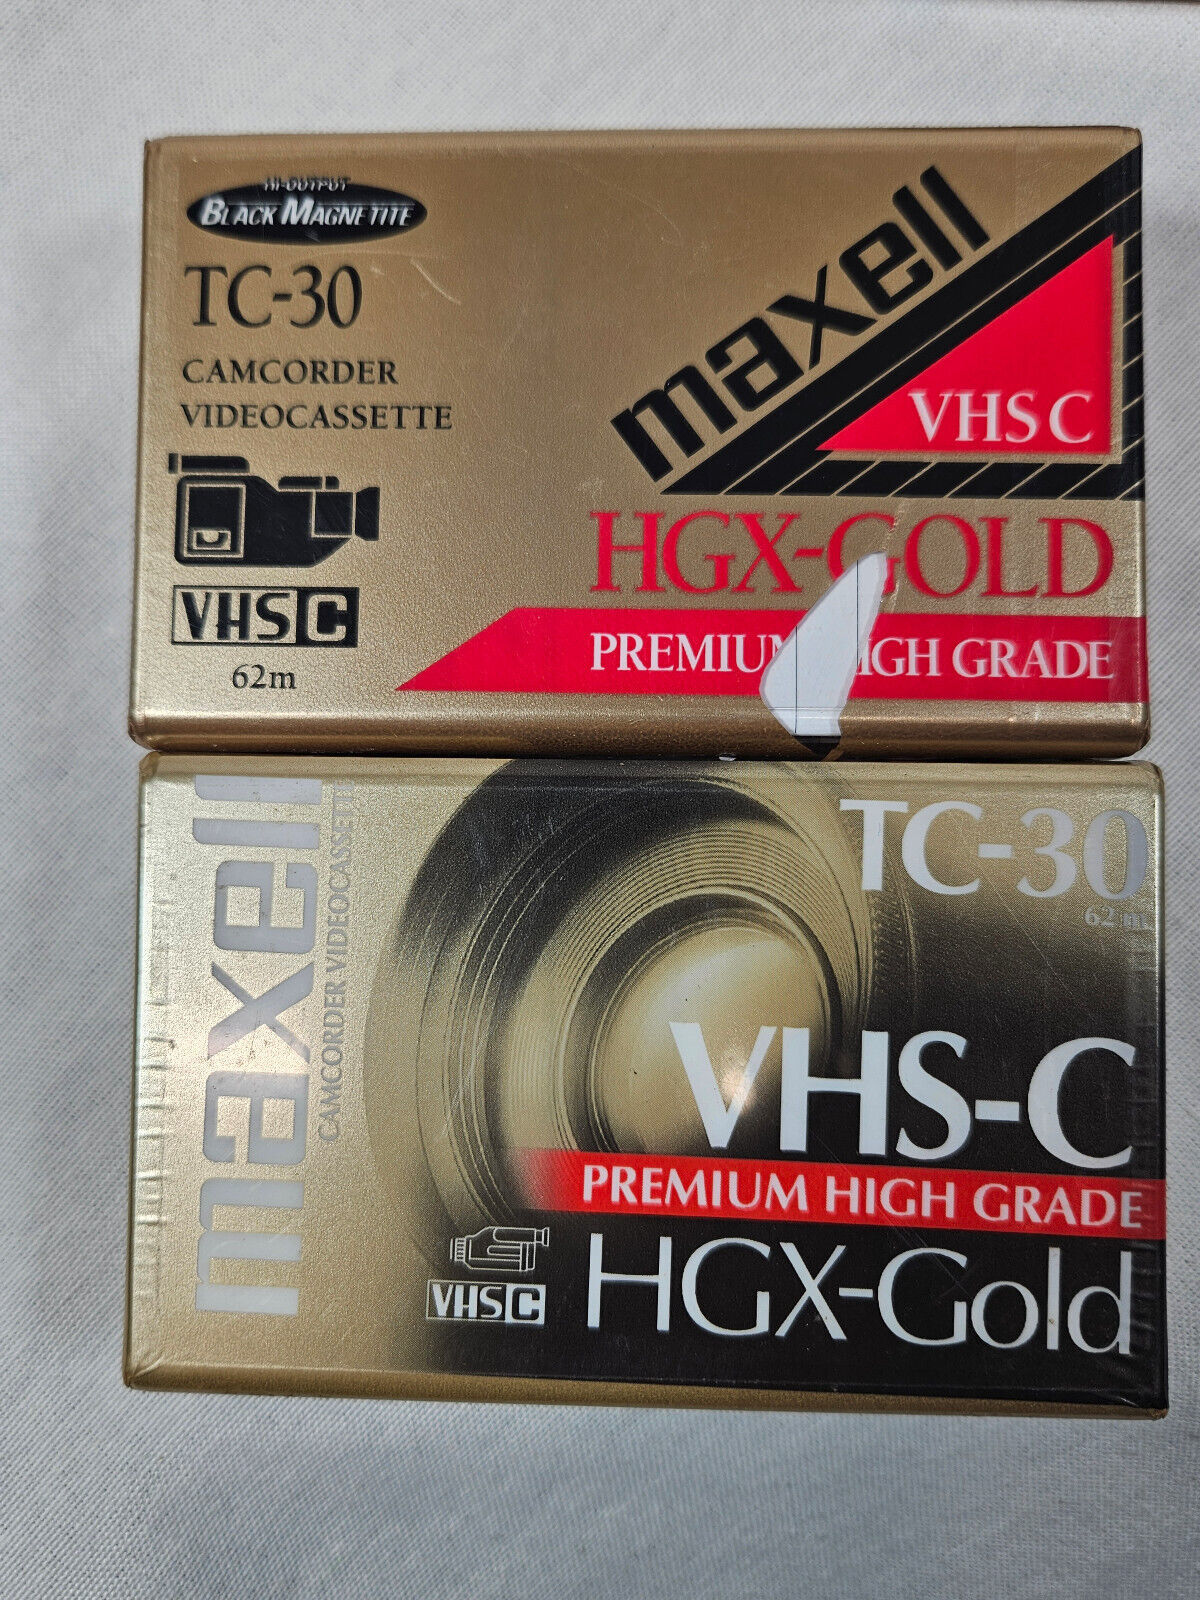 HI-OUTPUT
BLACK MAGNETITE
TC-30
CAMCORDER
VIDEOCASSETTE
VHS C
62m
maxell
VHS C
HGX-GOLD
PREMIUM HIGH GRADE
maxell
CAMCORDER VIDEOCASSETTE
TC-30
62m
VHS-C
PREMIUM HIGH GRADE
VHS C
HGX-Gold